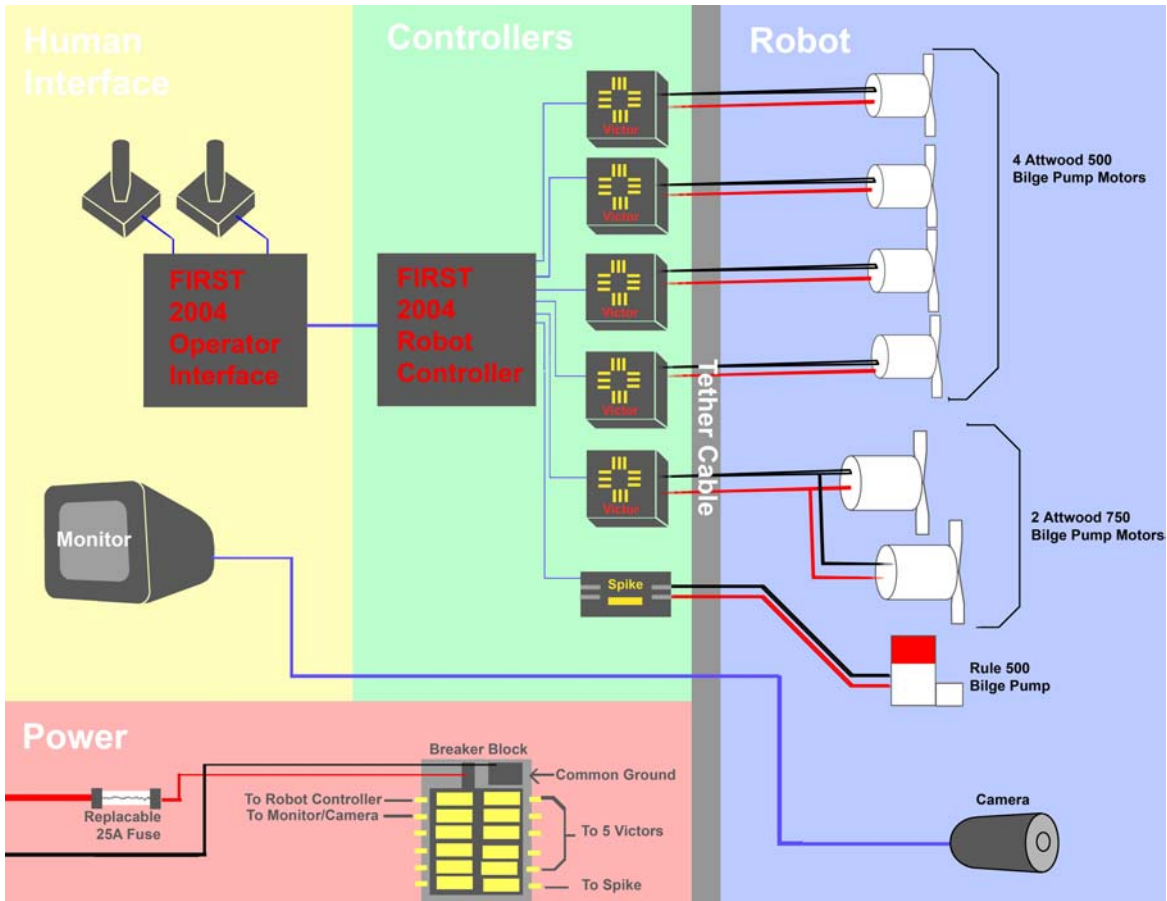 Human
Interface
Controllers
Robot
FIRST
2004
Operator
Interface
FIRST
2004
Robot
Controller
Victor
Victor
Victor
Victor
Victor
Spike
Tether Cable
4 Attwood 500
Bilge Pump Motors
2 Attwood 750
Bilge Pump Motors
Rule 500
Bilge Pump
Monitor
Camera
Power
Breaker Block
Common Ground
Replacable
25A Fuse
To Robot Controller
To Monitor/Camera
To 5 Victors
To Spike